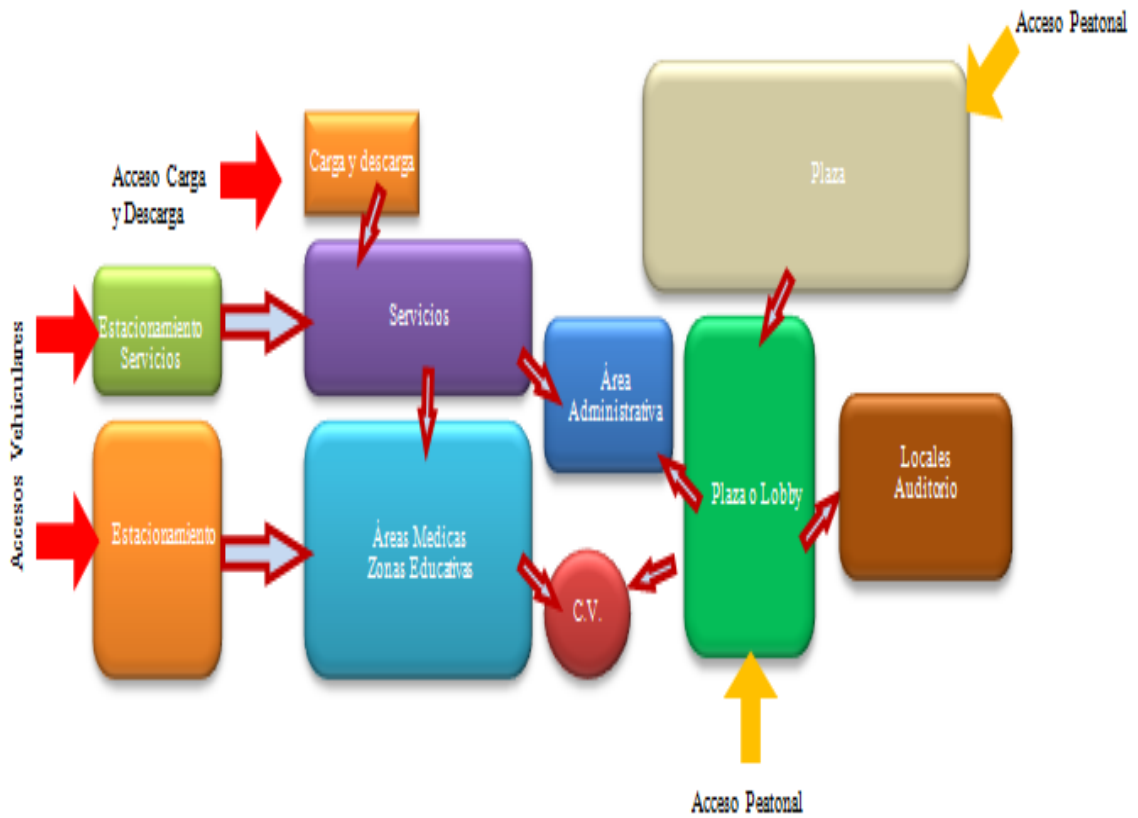 Acceso Peatonal
Carga y descarga
Acceso Carga
y Descarga
Plaza
Estacionamiento
Servicios
Servicios
Área
Administrativa
Accesos Vehiculares
Estacionamiento
Áreas Medicas
Zonas Educativas
C.V.
Plaza o Lobby
Locales
Auditorio
Acceso Peatonal